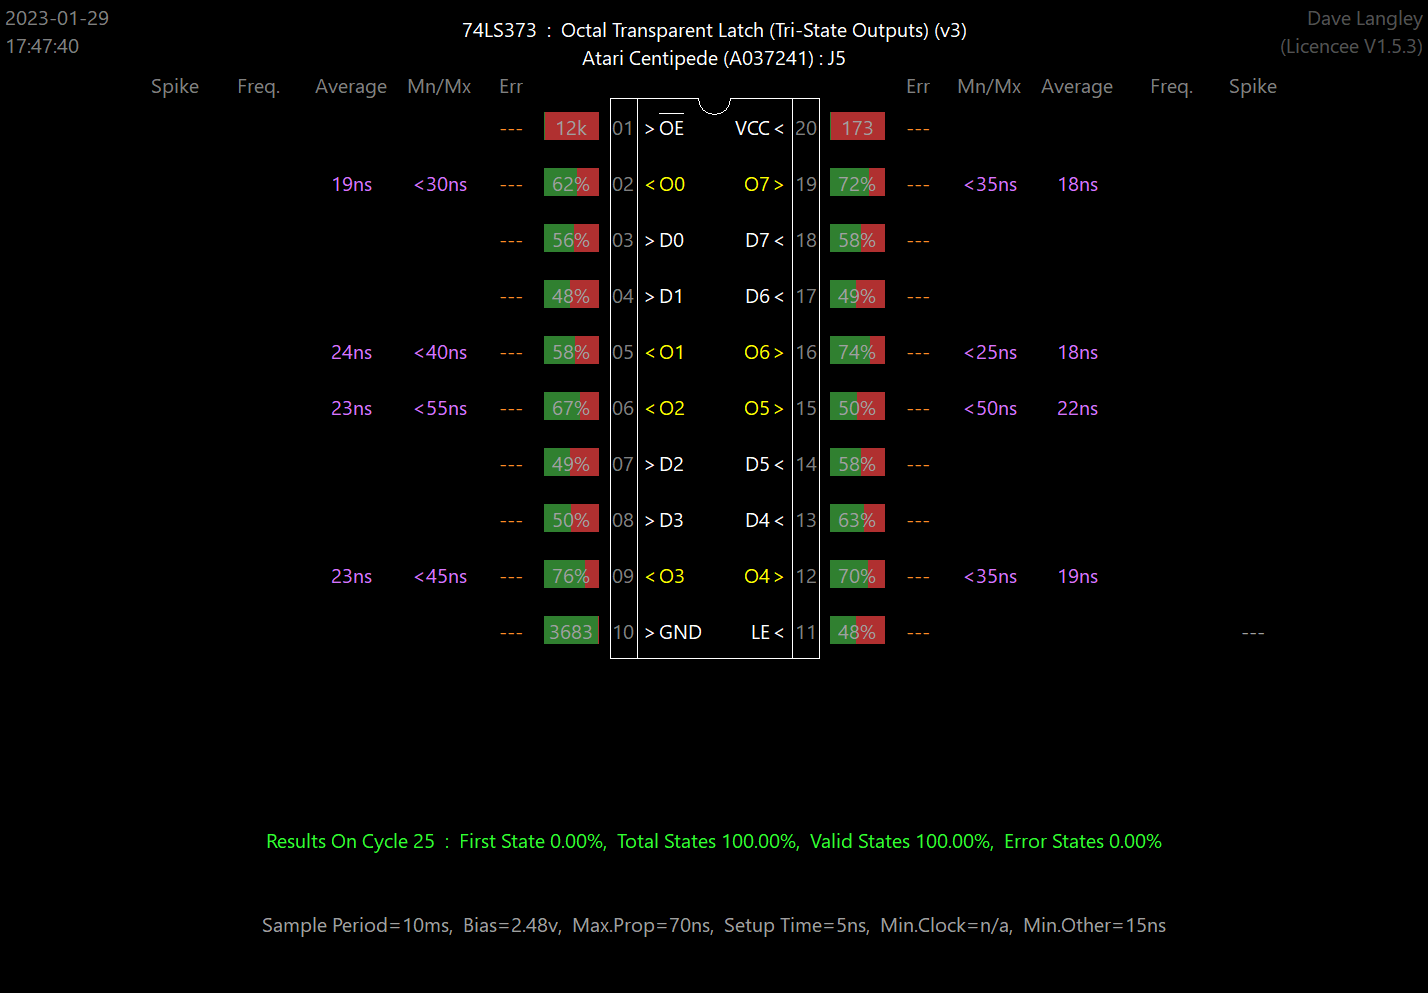 2023-01-29
17:47:40
74LS373 : Octal Transparent Latch (Tri-State Outputs) (v3)
Atari Centipede (A037241) : J5
Dave Langley
(Licencee V1.5.3)
Spike Freq. Average Mn/Mx Err Err Mn/Mx Average Freq. Spike
--- 12k 01 > OE VCC < 20 173 ---
19ns <30ns --- 62% 02 < O0 O7 > 19 72% --- <35ns 18ns
--- 56% 03 > D0 D7 < 18 58% ---
--- 48% 04 > D1 D6 < 17 49% ---
24ns <40ns --- 58% 05 < O1 O6 > 16 74% --- <25ns 18ns
23ns <55ns --- 67% 06 < O2 O5 > 15 50% --- <50ns 22ns
--- 49% 07 > D2 D5 < 14 58% ---
--- 50% 08 > D3 D4 < 13 63% ---
23ns <45ns --- 76% 09 < O3 O4 > 12 70% --- <35ns 19ns
--- 3683 10 > GND LE < 11 48% --- ---
Results On Cycle 25 : First State 0.00%, Total States 100.00%, Valid States 100.00%, Error States 0.00%
Sample Period=10ms, Bias=2.48v, Max.Prop=70ns, Setup Time=5ns, Min.Clock=n/a, Min.Other=15ns